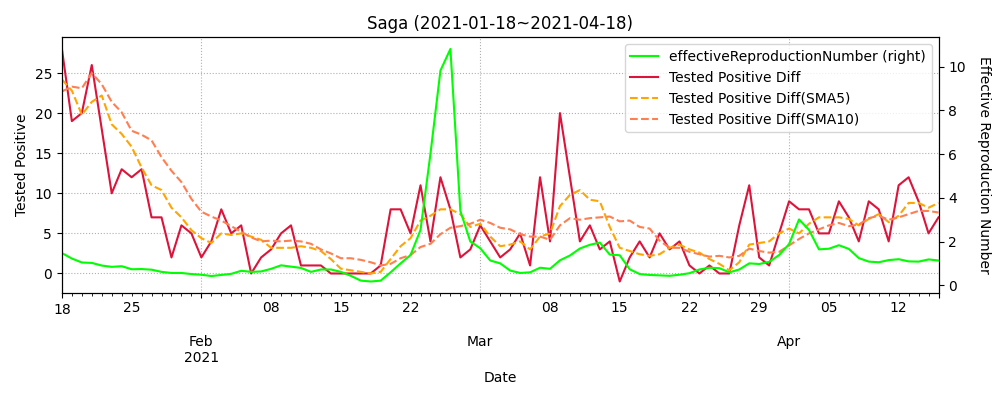 Saga (2021-01-18~2021-04-18)
effectiveReproductionNumber (right)
Tested Positive Diff
Tested Positive Diff(SMA5)
Tested Positive Diff(SMA10)
Tested Positive
25
20
15
10
5
0
Effective Reproduction Number
10
8
6
4
2
0
18 25 08 15 22 08 15 22 29 05 12
Feb Mar Apr
2021
Date